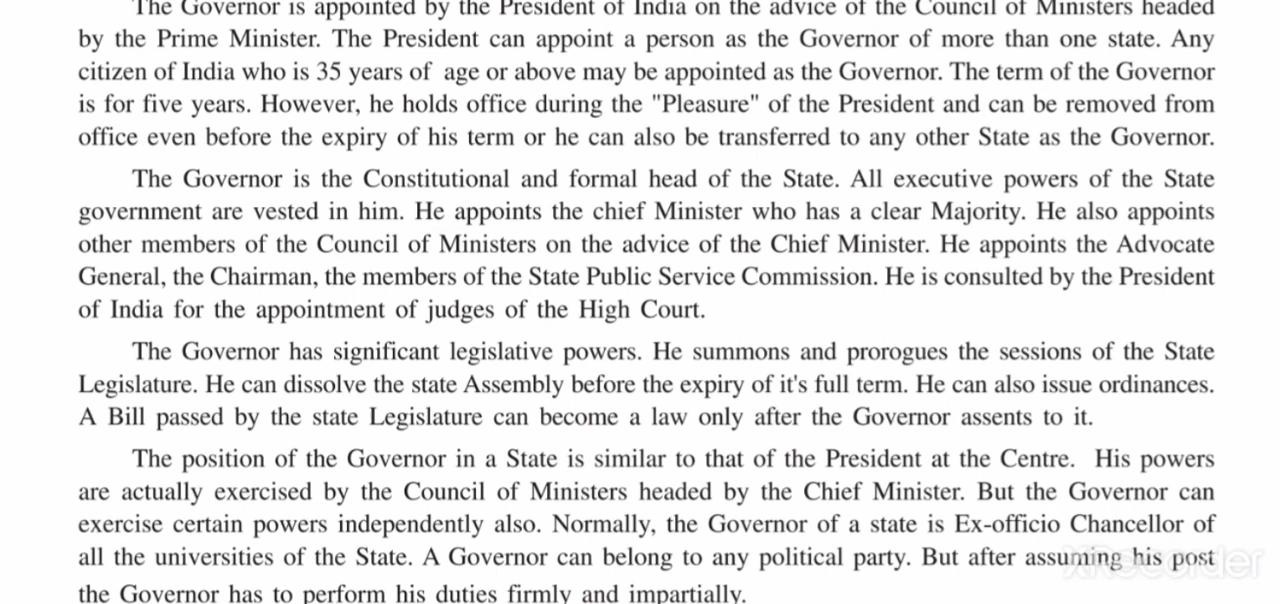 The Governor is appointed by the President of India on the advice of the Council of Ministers headed
by the Prime Minister. The President can appoint a person as the Governor of more than one state. Any
citizen of India who is 35 years of age or above may be appointed as the Governor. The term of the Governor
is for five years. However, he holds office during the "Pleasure" of the President and can be removed from
office even before the expiry of his term or he can also be transferred to any other State as the Governor.
The Governor is the Constitutional and formal head of the State. All executive powers of the State
government are vested in him. He appoints the chief Minister who has a clear Majority. He also appoints
other members of the Council of Ministers on the advice of the Chief Minister. He appoints the Advocate
General, the Chairman, the members of the State Public Service Commission. He is consulted by the President
of India for the appointment of judges of the High Court.
The Governor has significant legislative powers. He summons and prorogues the sessions of the State
Legislature. He can dissolve the state Assembly before the expiry of it's full term. He can also issue ordinances.
A Bill passed by the state Legislature can become a law only after the Governor assents to it.
The position of the Governor in a State is similar to that of the President at the Centre. His powers
are actually exercised by the Council of Ministers headed by the Chief Minister. But the Governor can
exercise certain powers independently also. Normally, the Governor of a state is Ex-officio Chancellor of
all the universities of the State. A Governor can belong to any political party. But after assuming his post
XRecorder
the Governor has to perform his duties firmly and impartially.